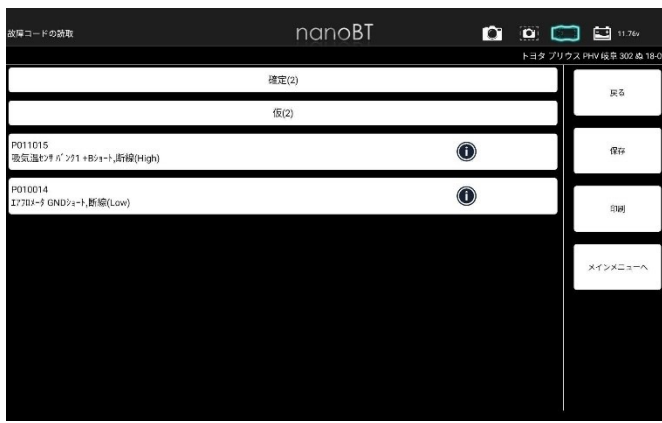 故障コードの読取
nanoBT
11.76v
トヨタ プリウス PHV 岐阜 302 ぬ 18-0
確定(2)
仮(2)
P011015
吸気温センサ バンク1 +Bショート,断線(High)
P010014
エアフロメータ GNDショート,断線(Low)
戻る
保存
印刷
メインメニューへ